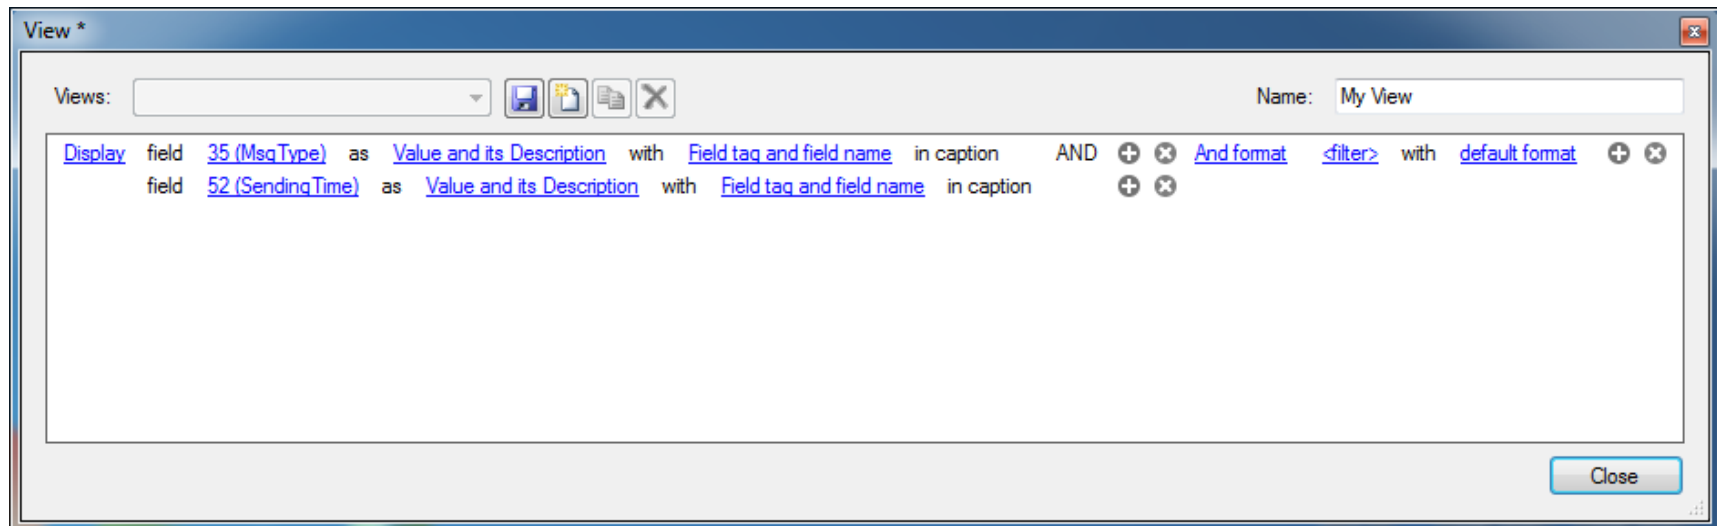 View *
Views: Name: My View
Display field 35 (MsgType) as Value and its Description with Field tag and field name in caption AND And format <filter> with default format
field 52 (SendingTime) as Value and its Description with Field tag and field name in caption
Close